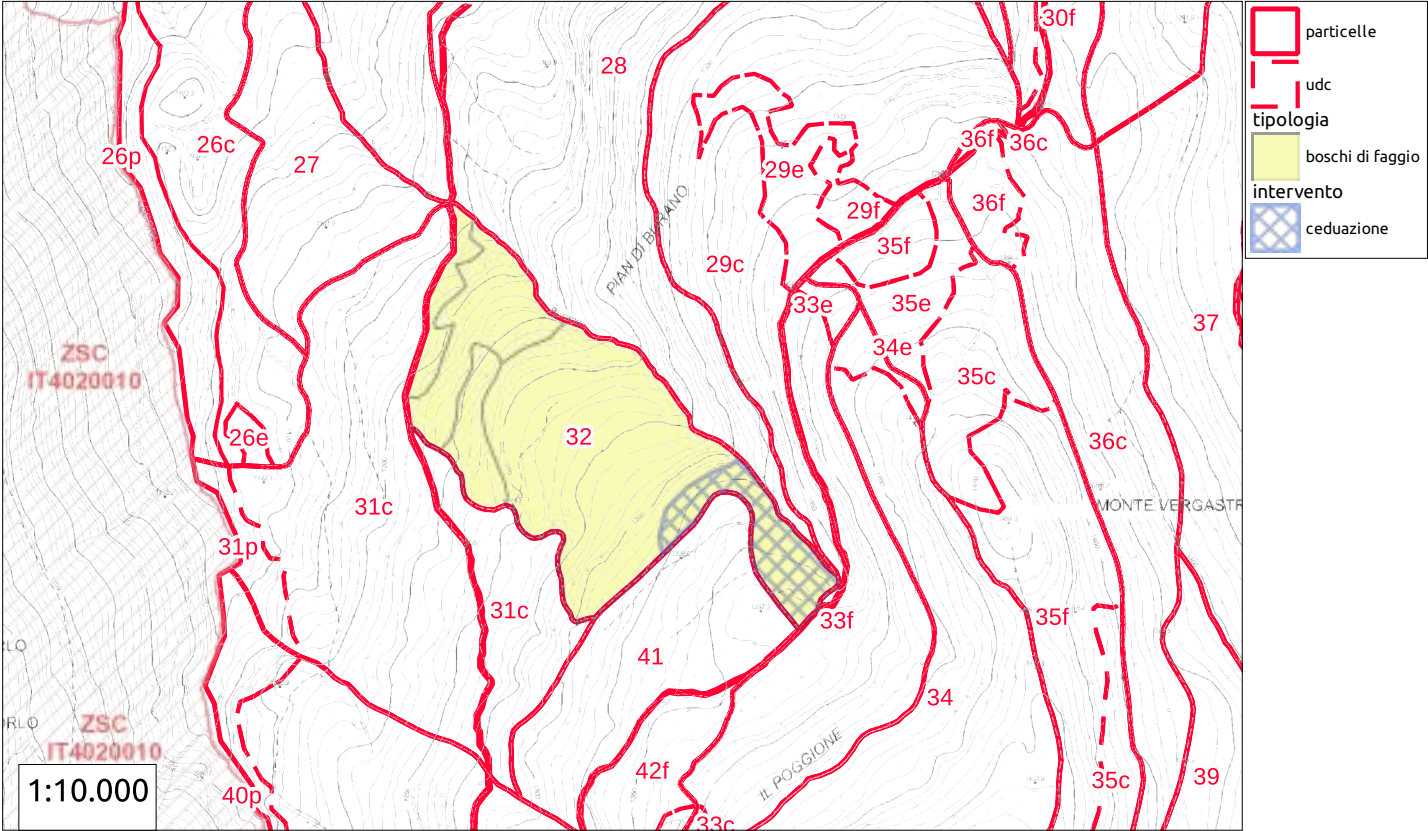 30f
particelle
28
udc
tipologia
26c
36f
36c
26p
27
boschi di faggio
29e
intervento
36f
29f
ceduazione
PIAN DI BURANO
35f
29c
33e
35e
37
34e
ZSC
IT4020010
35c
32
26e
36c
31c
MONTE VERGASTR
31p
31c
33f
35f
LO
41
34
ORLO
ZSC
IT4020010
IL POGGIONE
42f
35c
39
1:10.000
40p
33c